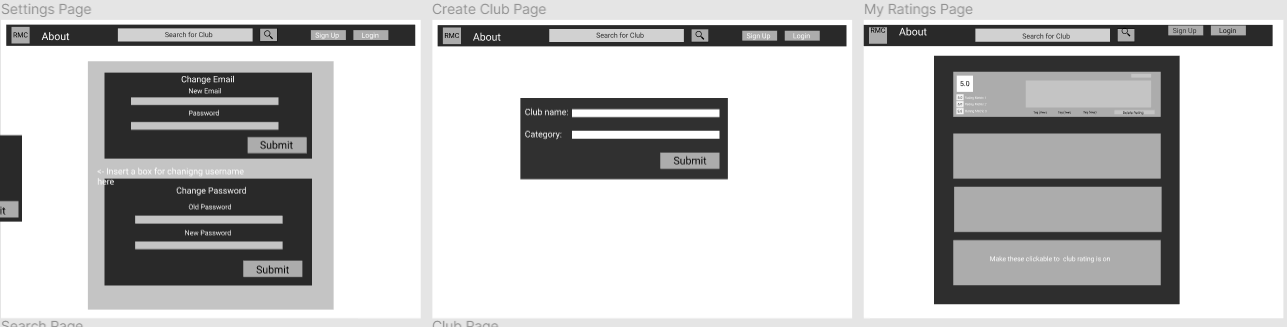 Settings Page
RMC
About
Search for Club
Sign Up
Login
Change Email
New Email
Password
Submit
<- Insert a box for chanigng username
here
it
Change Password
Old Password
New Password
Submit
Create Club Page
RMC
About
Search for Club
Sign Up
Login
Club name:
Category:
Submit
My Ratings Page
RMC
About
Search for Club
Sign Up
Login
5.0
Delete Rating
Make these clickable to club rating is on
Search Page
Club Page